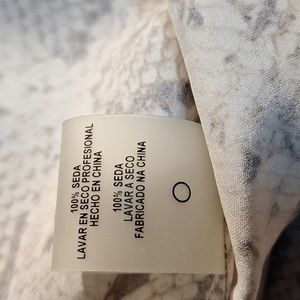 100% SEDA
LAVAR EN SECO PROFESIONAL
HECHO EN CHINA
100% SEDA
LAVAR A SECO
FABRICADO NA CHINA